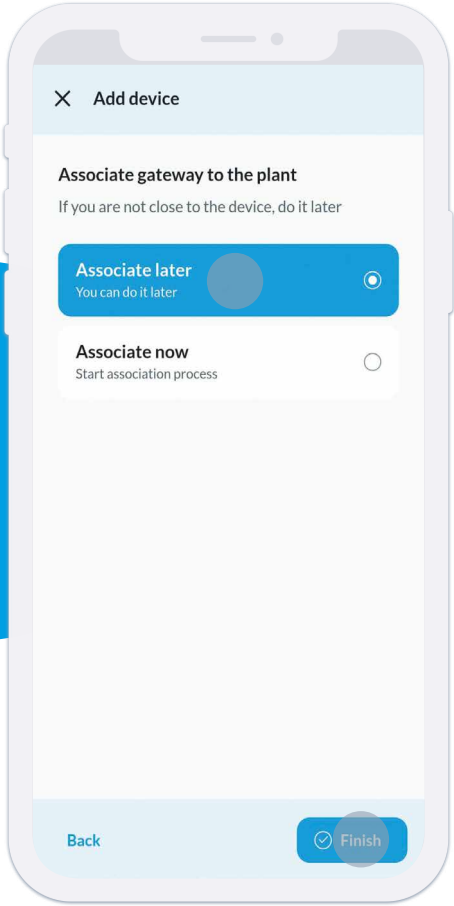 Add device
Associate gateway to the plant
If you are not close to the device, do it later
Associate later
You can do it later
Associate now
Start association process
Back
Finish